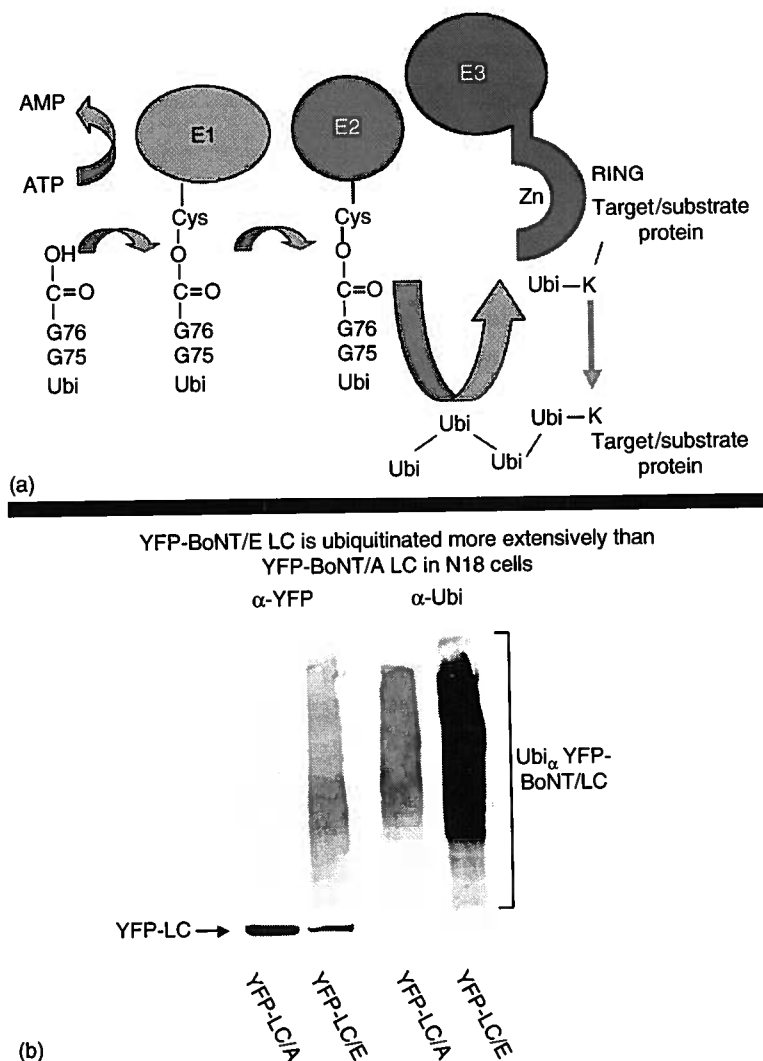 AMP
ATP
E1
E2
E3
Cys
Cys
Zn
RING
Target/substrate
protein
OH
O
O
C=O
C=O
C=O
Ubi–K
G76
G76
G76
G75
G75
G75
Ubi
Ubi
Ubi
Ubi
Ubi
Ubi
Ubi–K
Target/substrate
protein
(a)
YFP-BoNT/E LC is ubiquitinated more extensively than
YFP-BoNT/A LC in N18 cells
α-YFP
α-Ubi
Ubiα YFP-
BoNT/LC
YFP-LC
YFP-LC/A
YFP-LC/E
YFP-LC/A
YFP-LC/E
(b)